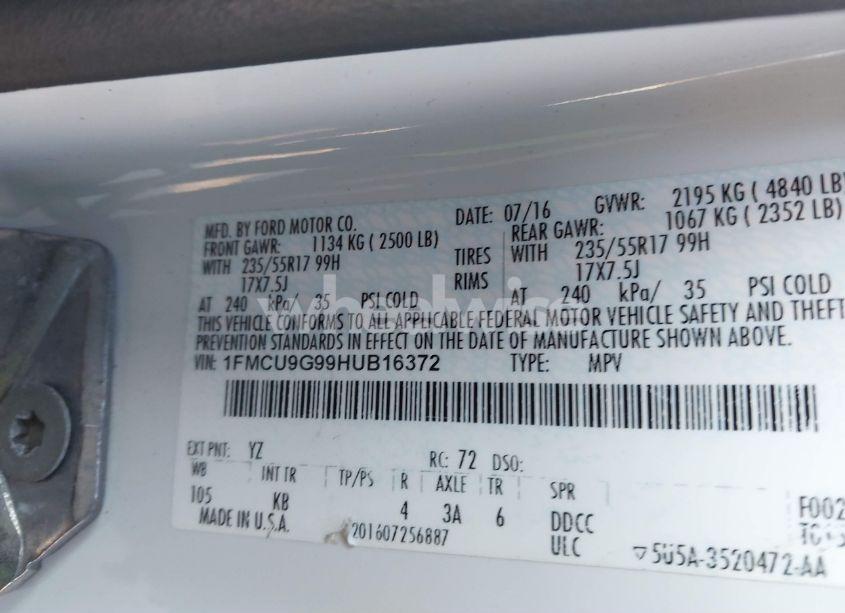 MFD. BY FORD MOTOR CO. DATE: 07/16 GVWR: 2195 KG ( 4840 LB)
FRONT GAWR: 1134 KG ( 2500 LB) REAR GAWR: 1067 KG ( 2352 LB)
WITH 235/55R17 99H TIRES WITH 235/55R17 99H
17X7.5J RIMS 17X7.5J
AT 240 kPa/ 35 PSI COLD AT 240 kPa/ 35 PSI COLD
THIS VEHICLE CONFORMS TO ALL APPLICABLE FEDERAL MOTOR VEHICLE SAFETY AND THEFT
PREVENTION STANDARDS IN EFFECT ON THE DATE OF MANUFACTURE SHOWN ABOVE.
VIN: 1FMCU9G99HUB16372 TYPE: MPV
EXT PNT: YZ RC: 72 DSO:
WB INT TR TP/PS R AXLE TR SPR
105 KB 4 3A 6 DDCC F002
MADE IN U.S.A. 201607256887 ULC
▽5U5A-3520472-AA